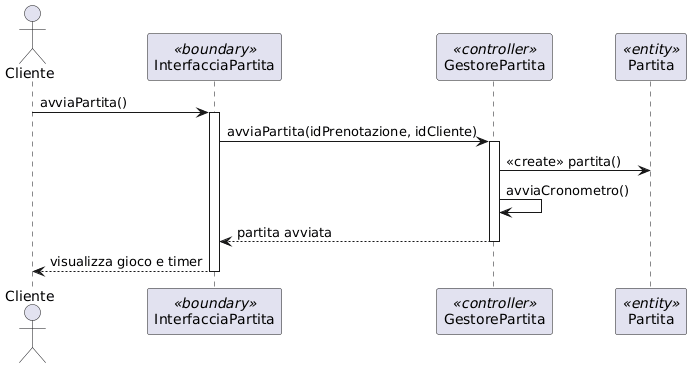 Cliente
«boundary»
InterfacciaPartita
«controller»
GestorePartita
«entity»
Partita
avviaPartita()
avviaPartita(idPrenotazione, idCliente)
«create» partita()
avviaCronometro()
partita avviata
visualizza gioco e timer
Cliente
«boundary»
InterfacciaPartita
«controller»
GestorePartita
«entity»
Partita